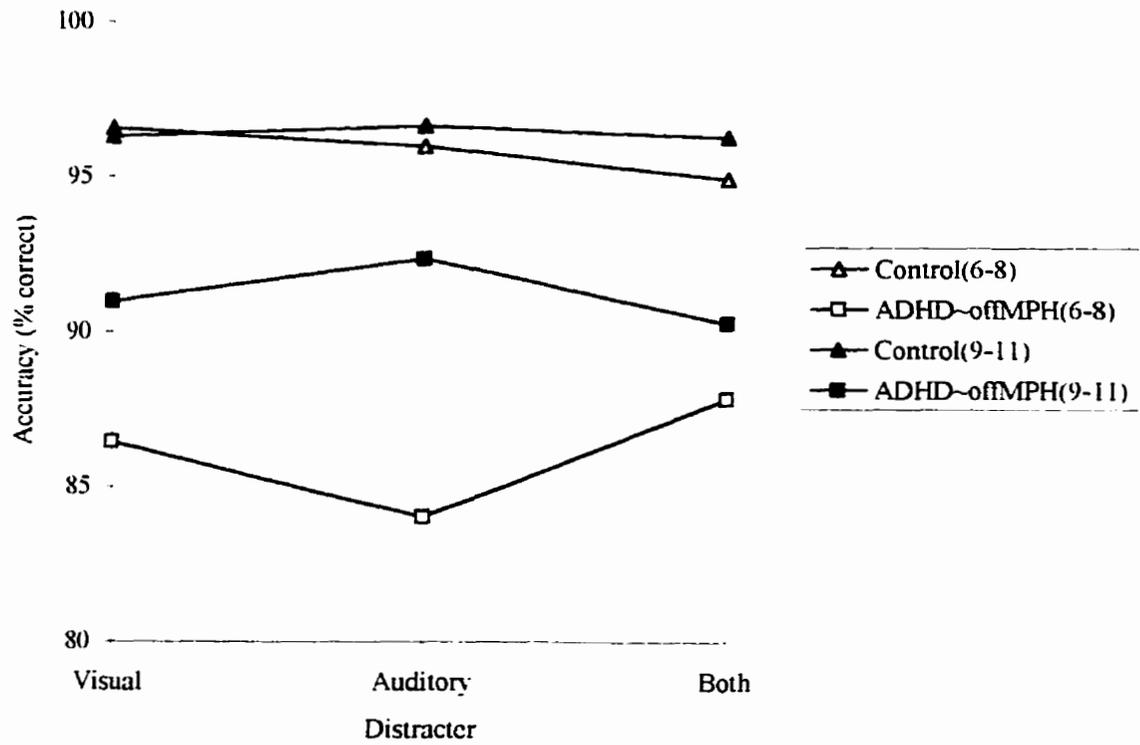 100
95
90
85
80
Accuracy (% correct)
Visual Auditory Both
Distracter
Control(6-8)
ADHD~offMPH(6-8)
Control(9-11)
ADHD~offMPH(9-11)